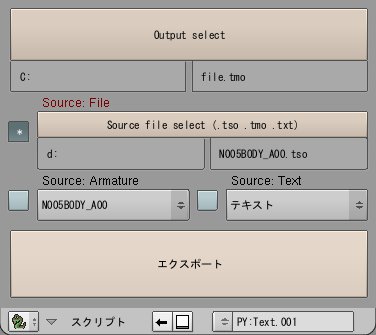 Output select
C: file.tmo
Source: File
* Source file select (.tso .tmo .txt)
d: N005BODY_A00.tso
Source: Armature Source: Text
N005BODY_A00 テキスト
エクスポート
スクリプト PY:Text.001